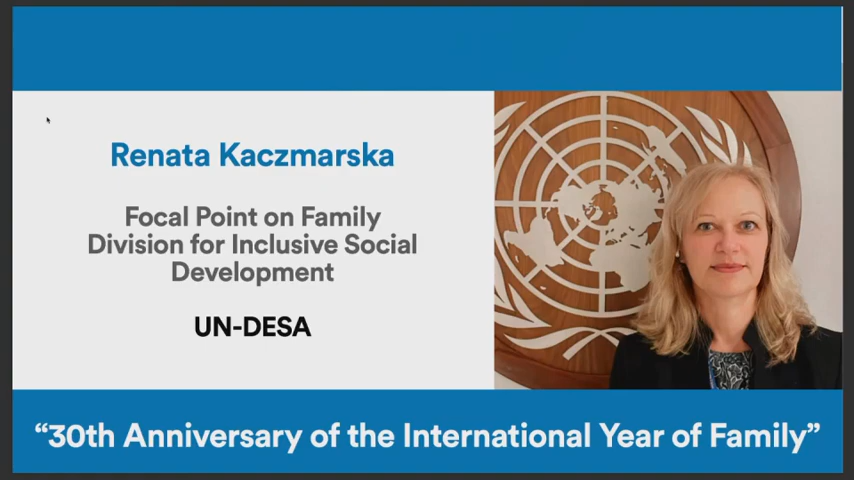 Renata Kaczmarska
Focal Point on Family
Division for Inclusive Social
Development
UN-DESA
“30th Anniversary of the International Year of Family”